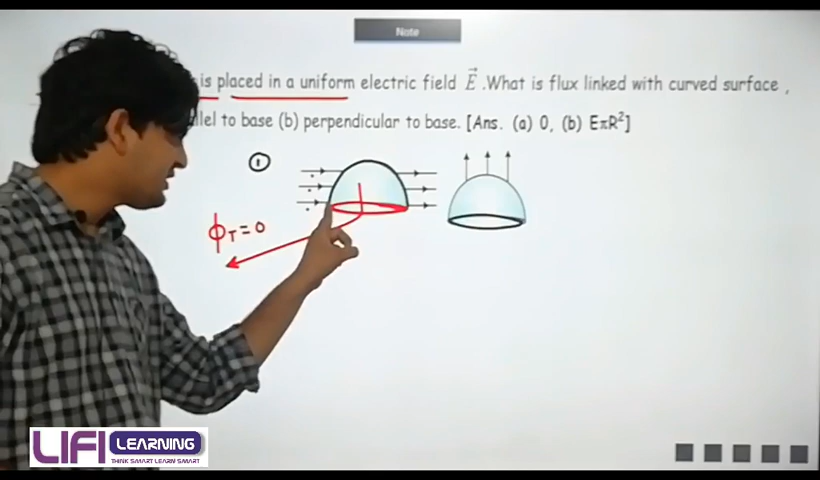 Note
is placed in a uniform electric field \vec{E} .What is flux linked with curved surface ,
llel to base (b) perpendicular to base. [Ans. (a) 0, (b) EπR²]
①
ϕT = 0
LIFI LEARNING
THINK SMART LEARN SMART